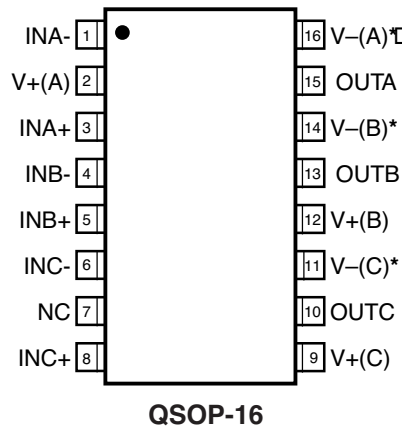 INA- 1 16 V–(A)*
V+(A) 2 15 OUTA
INA+ 3 14 V–(B)*
INB- 4 13 OUTB
INB+ 5 12 V+(B)
INC- 6 11 V–(C)*
NC 7 10 OUTC
INC+ 8 9 V+(C)
QSOP-16